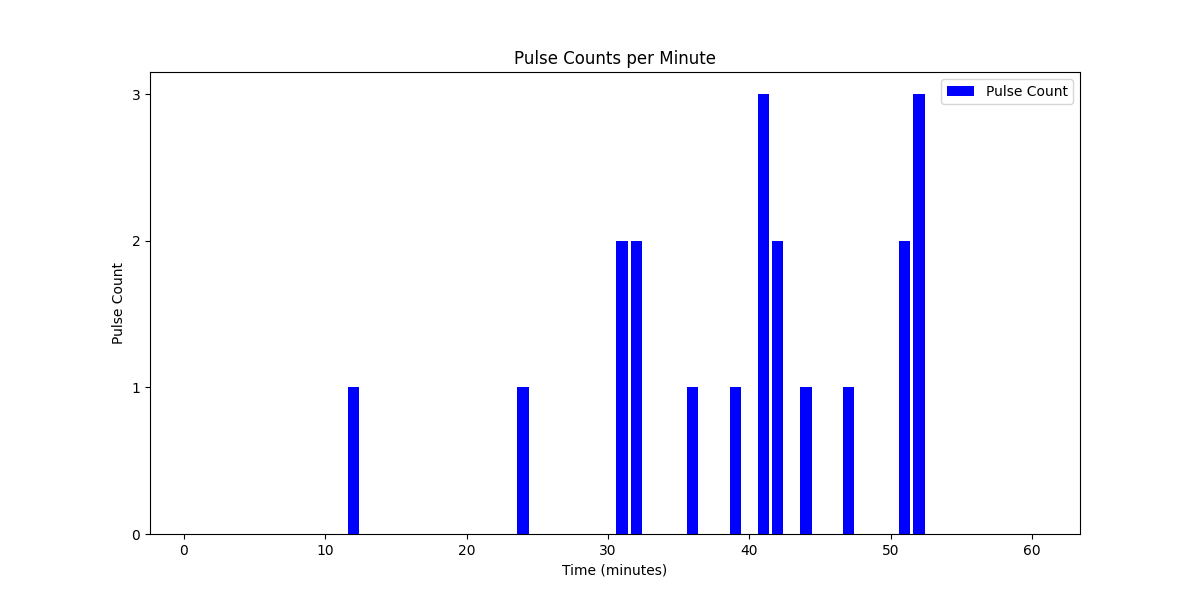 Pulse Counts per Minute
Pulse Count
3
2
1
0
Pulse Count
0 10 20 30 40 50 60
Time (minutes)